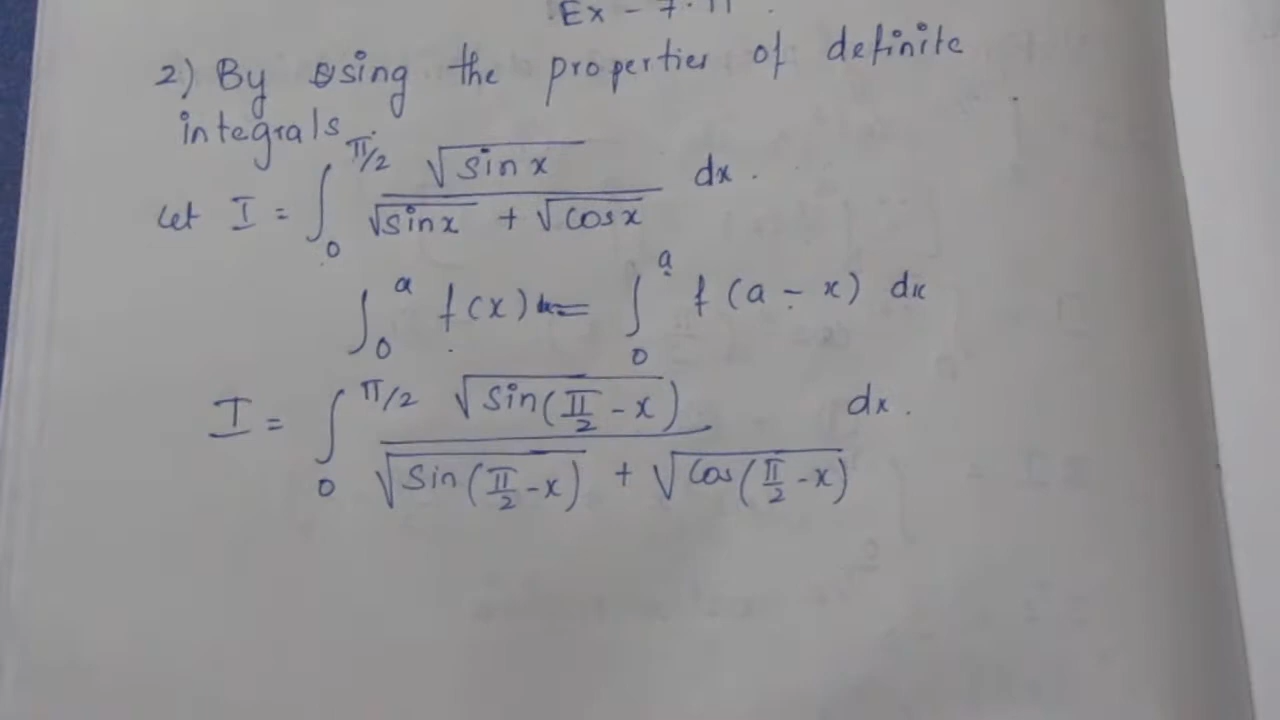 Ex - 7.11
2) By using the properties of definite
integrals
Let I = ∫₀^(π/2) √(sin x) / (√(sin x) + √(cos x)) dx.
∫₀^a f(x) = ∫₀^a f(a - x) dx
I = ∫₀^(π/2) √(sin(π/2 - x)) / (√(sin(π/2 - x)) + √(cos(π/2 - x))) dx.